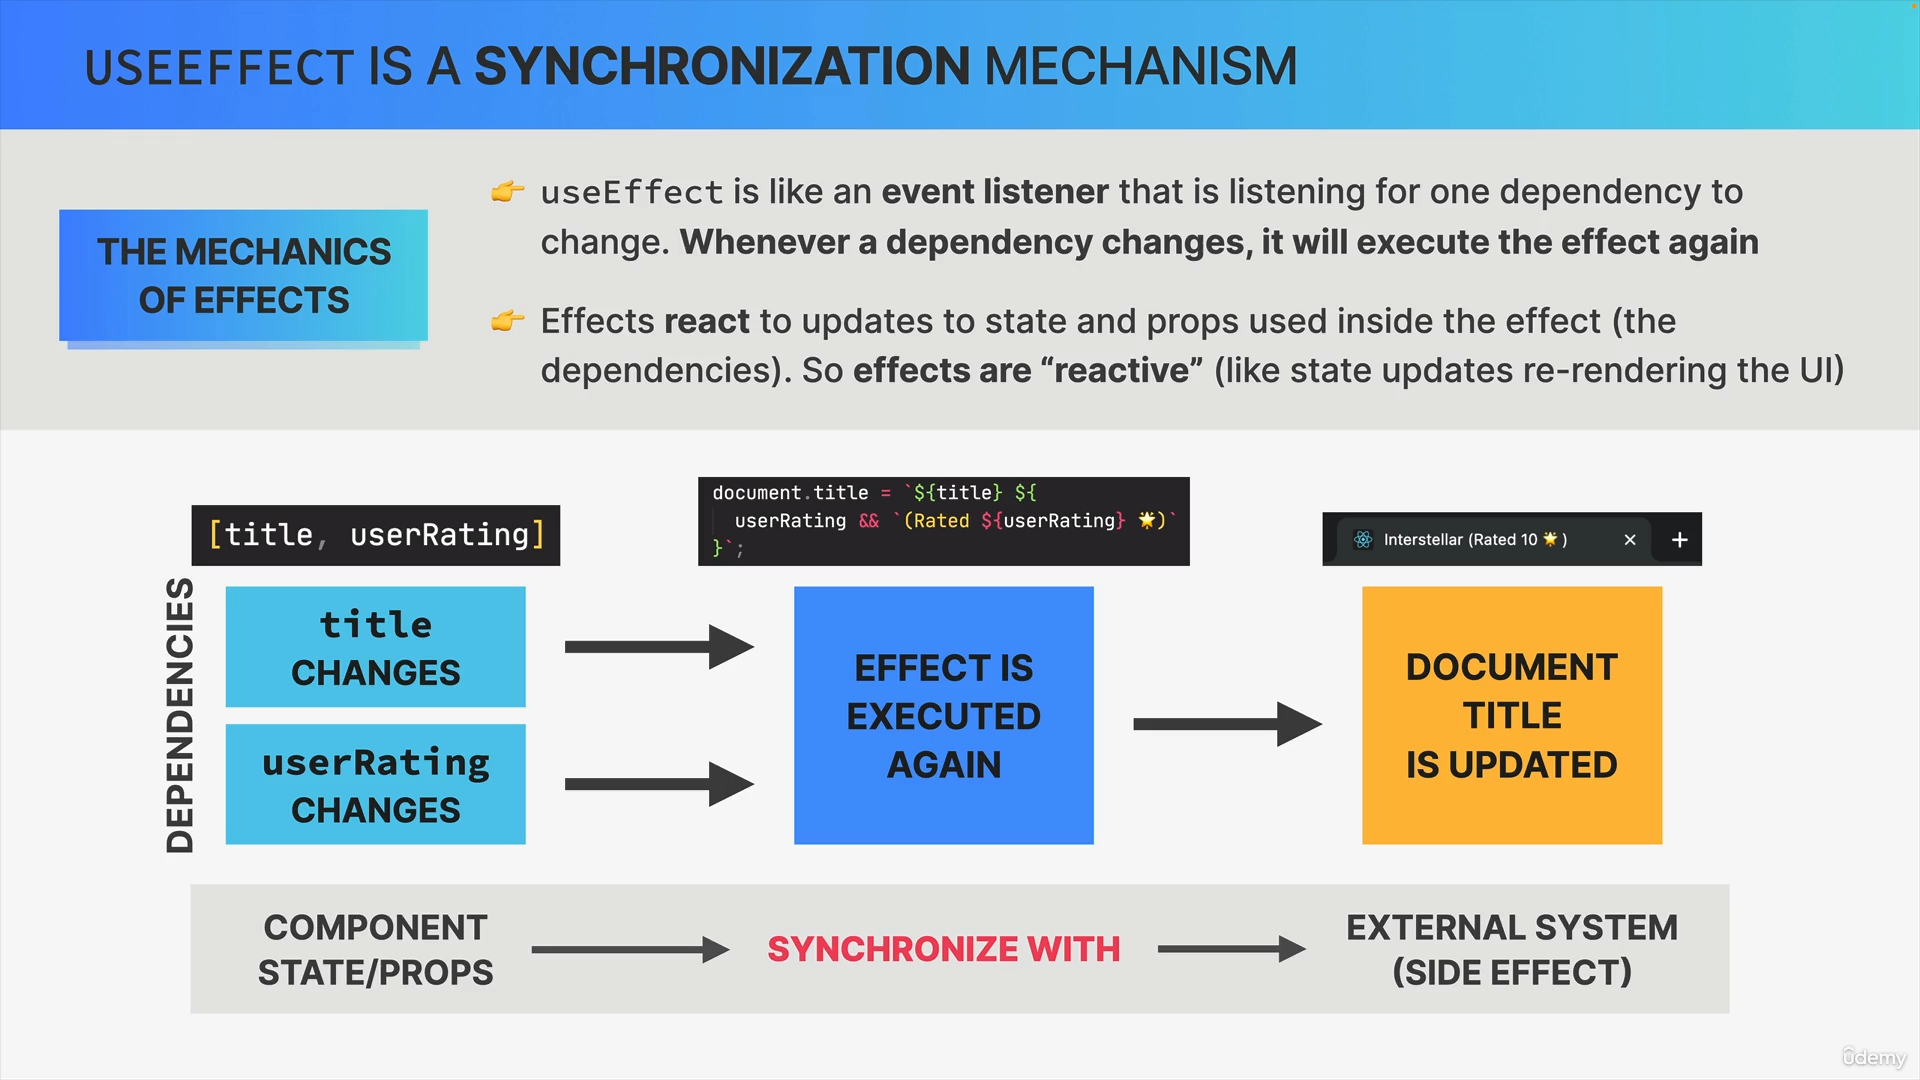 USEEFFECT IS A SYNCHRONIZATION MECHANISM
THE MECHANICS
OF EFFECTS
👉 useEffect is like an event listener that is listening for one dependency to
change. Whenever a dependency changes, it will execute the effect again
👉 Effects react to updates to state and props used inside the effect (the
dependencies). So effects are “reactive” (like state updates re-rendering the UI)
[title, userRating]
document.title = `${title} ${
userRating && `(Rated ${userRating} 🌟)`
}`;
Interstellar (Rated 10 🌟)
DEPENDENCIES
title
CHANGES
userRating
CHANGES
EFFECT IS
EXECUTED
AGAIN
DOCUMENT
TITLE
IS UPDATED
COMPONENT
STATE/PROPS
SYNCHRONIZE WITH
EXTERNAL SYSTEM
(SIDE EFFECT)
ûdemy